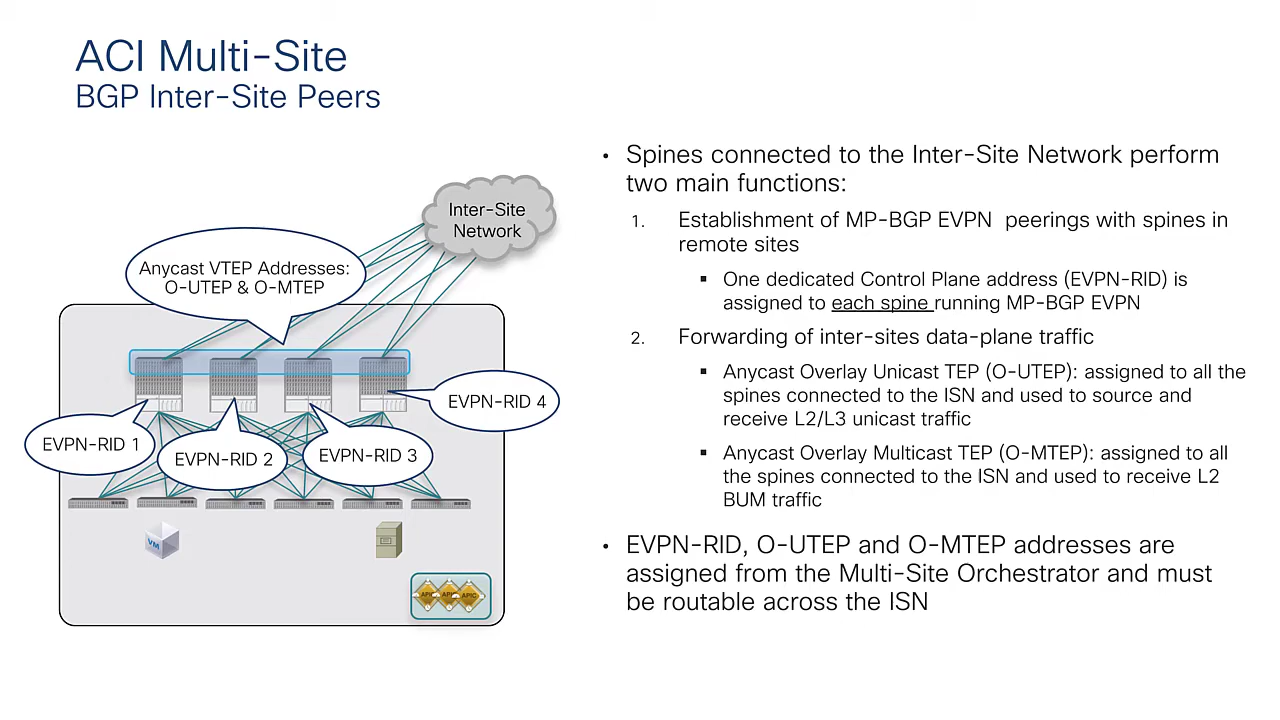 ACI Multi-Site
BGP Inter-Site Peers
Inter-Site
Network
Anycast VTEP Addresses:
O-UTEP & O-MTEP
EVPN-RID 4
EVPN-RID 1
EVPN-RID 2
EVPN-RID 3
VM
APIC
APIC
APIC
• Spines connected to the Inter-Site Network perform
two main functions:
1. Establishment of MP-BGP EVPN peerings with spines in
remote sites
▪ One dedicated Control Plane address (EVPN-RID) is
assigned to each spine running MP-BGP EVPN
2. Forwarding of inter-sites data-plane traffic
▪ Anycast Overlay Unicast TEP (O-UTEP): assigned to all the
spines connected to the ISN and used to source and
receive L2/L3 unicast traffic
▪ Anycast Overlay Multicast TEP (O-MTEP): assigned to all
the spines connected to the ISN and used to receive L2
BUM traffic
• EVPN-RID, O-UTEP and O-MTEP addresses are
assigned from the Multi-Site Orchestrator and must
be routable across the ISN